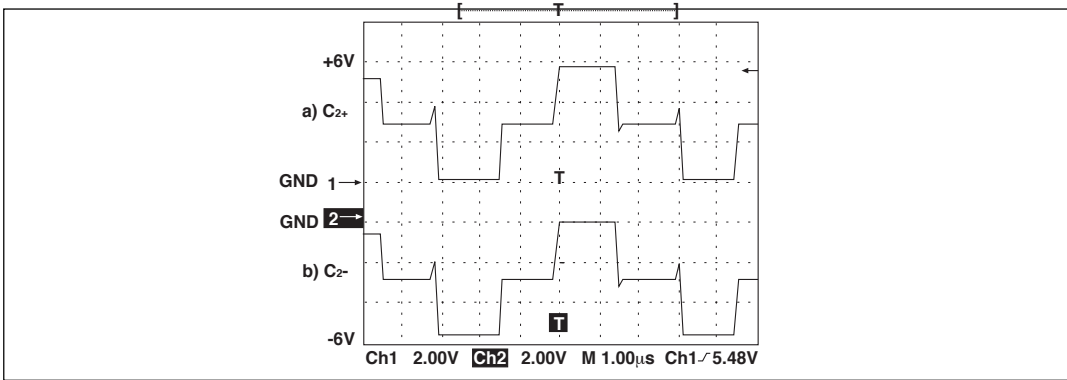 [ T ]
+6V
a) C2+
GND 1
T
GND 2
b) C2-
T
-6V
Ch1 2.00V Ch2 2.00V M 1.00µs Ch1 5.48V